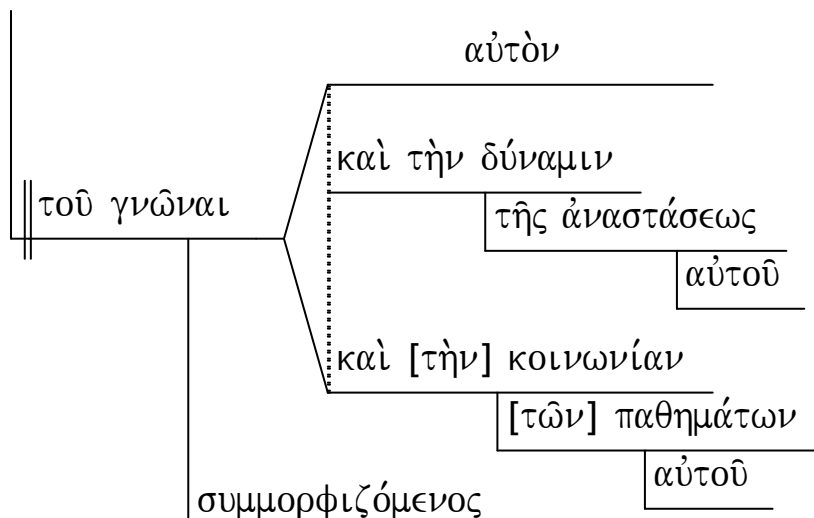 αὐτὸν
καὶ τὴν δύναμιν
τοῦ γνῶναι
τῆς ἀναστάσεως
αὐτοῦ
καὶ [τὴν] κοινωνίαν
[τῶν] παθημάτων
αὐτοῦ
συμμορφιζόμενος